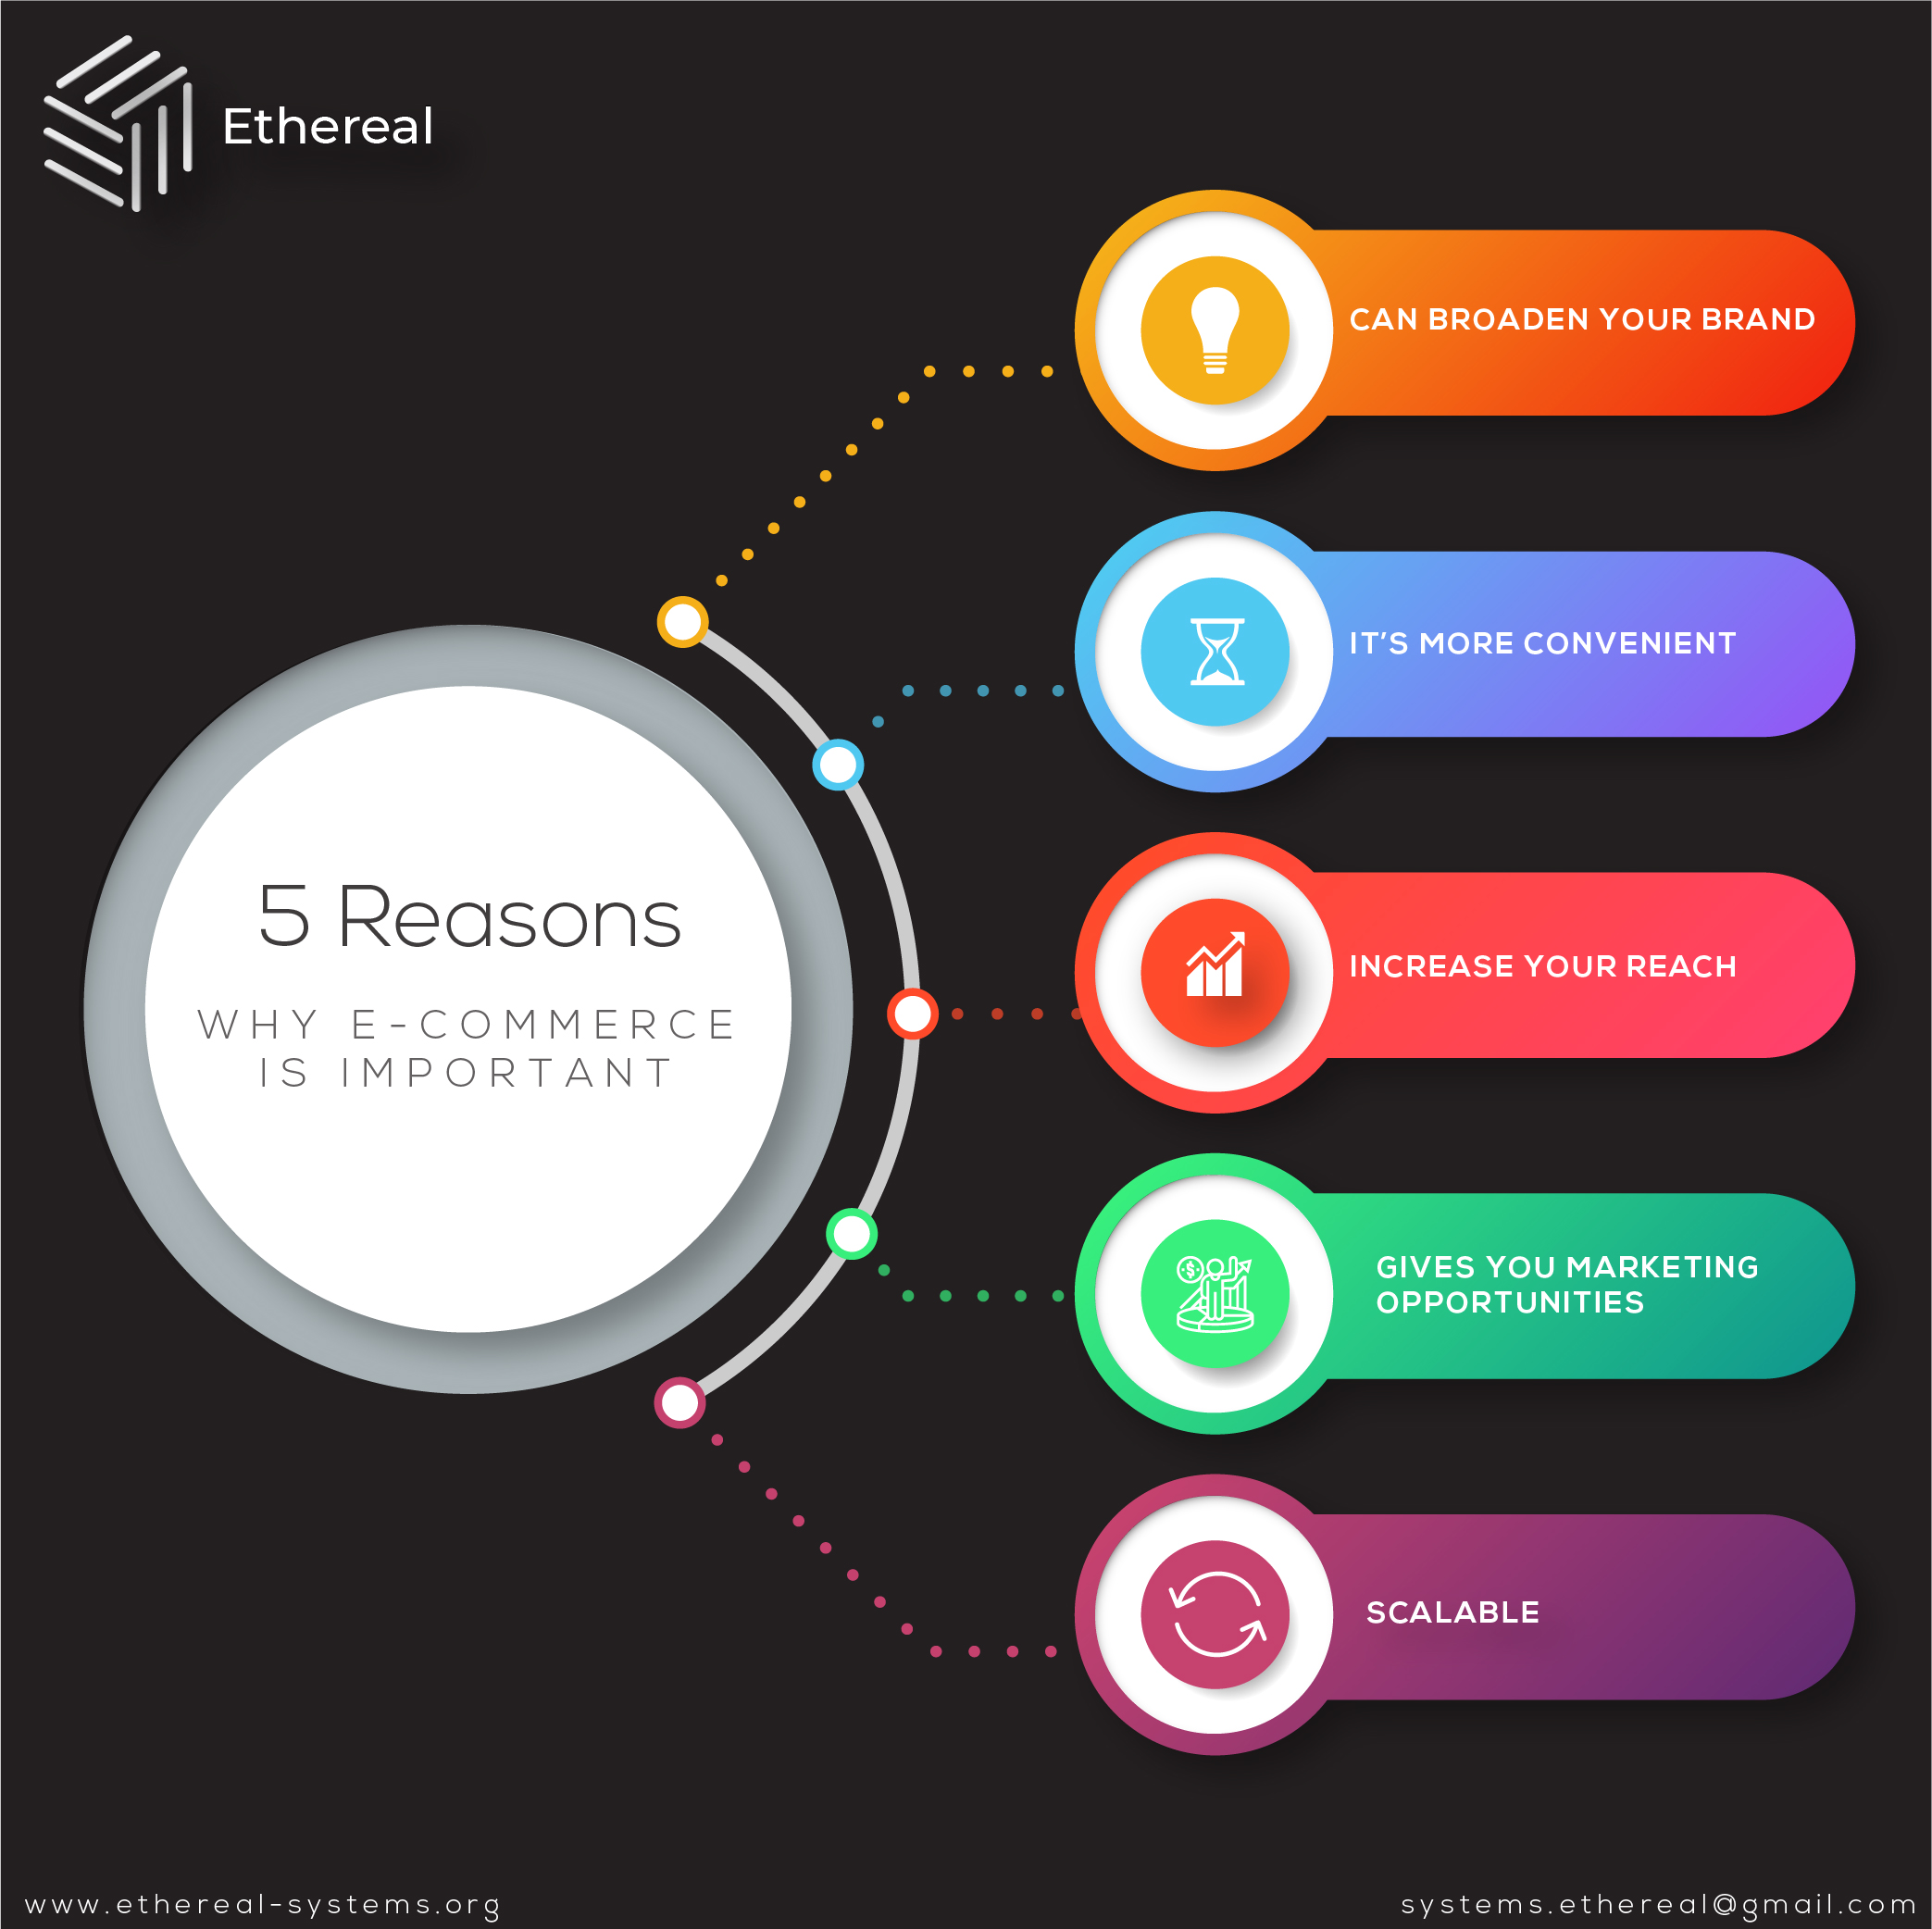 Ethereal
5 Reasons
WHY E-COMMERCE
IS IMPORTANT
CAN BROADEN YOUR BRAND
IT'S MORE CONVENIENT
INCREASE YOUR REACH
GIVES YOU MARKETING
OPPORTUNITIES
SCALABLE
www.ethereal-systems.org
systems.ethereal@gmail.com